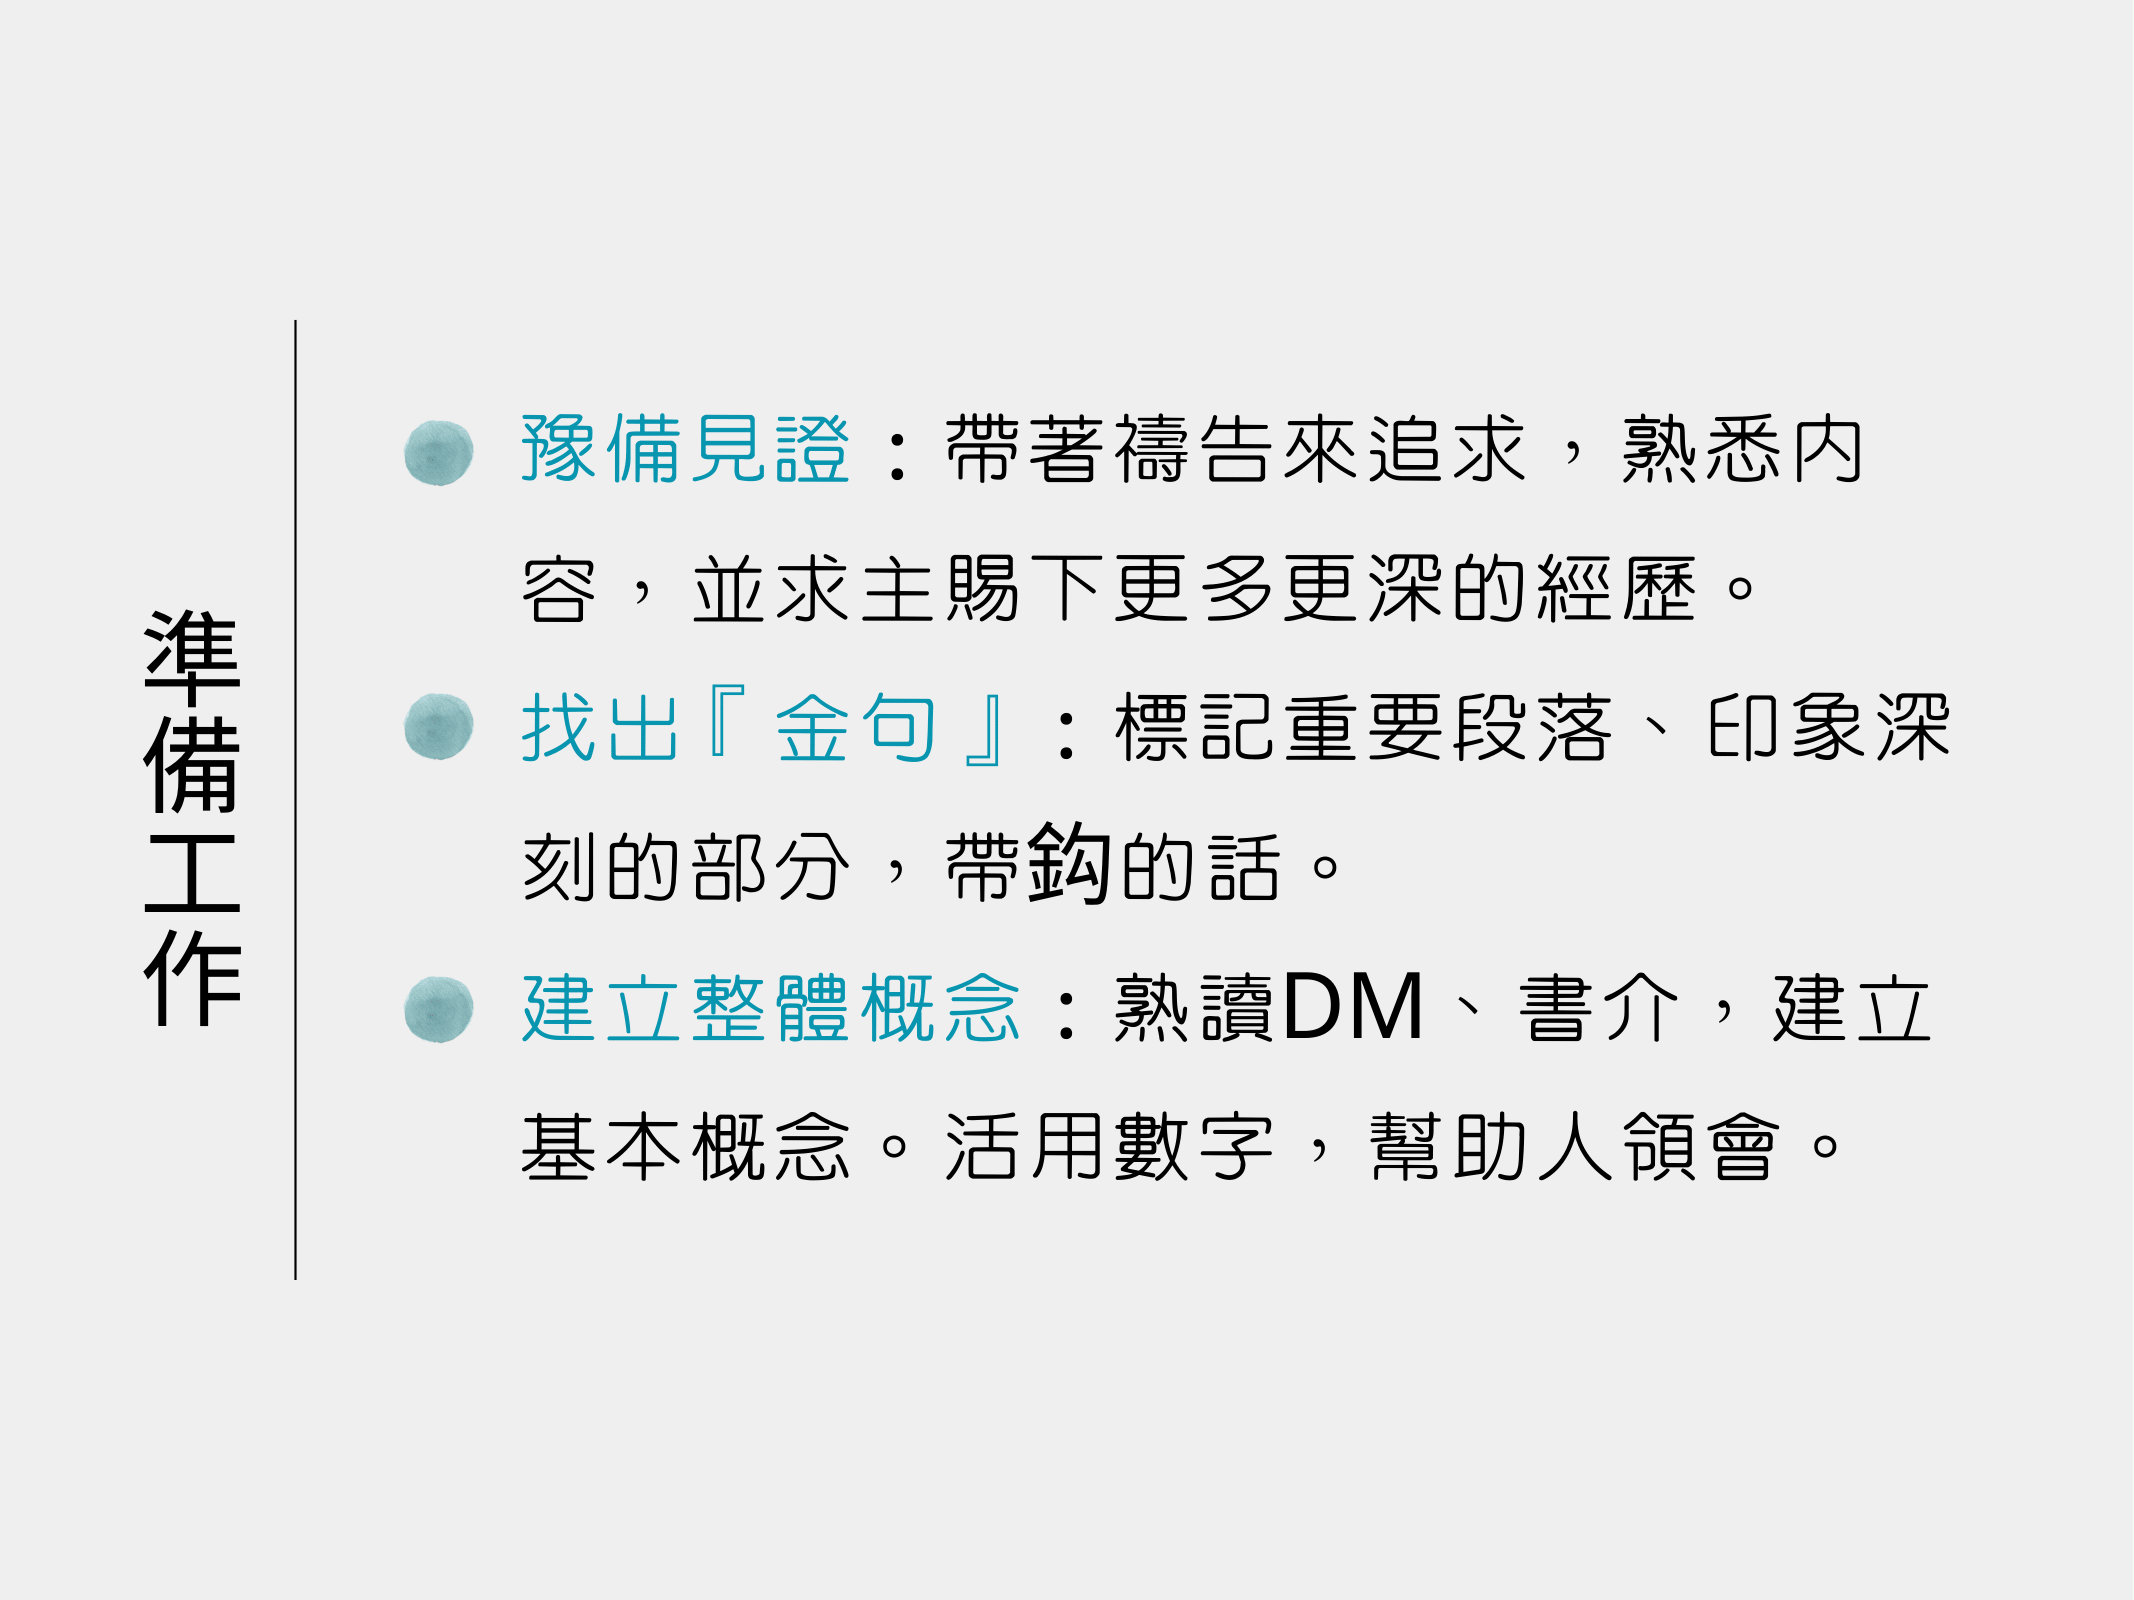 準備工作
豫備見證：帶著禱告來追求，熟悉內
容，並求主賜下更多更深的經歷。
找出『金句』：標記重要段落、印象深
刻的部分，帶鈎的話。
建立整體概念：熟讀DM、書介，建立
基本概念。活用數字，幫助人領會。